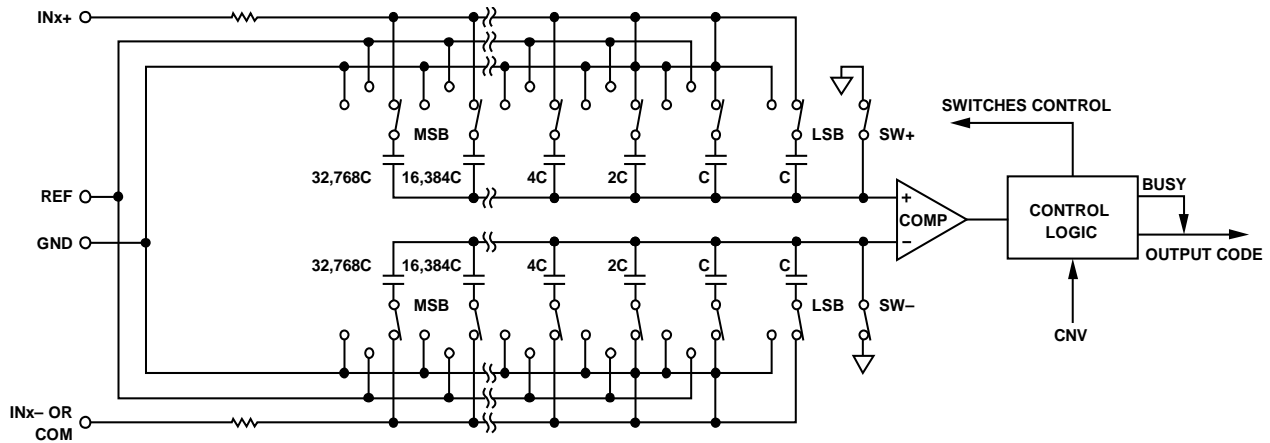 INx+
MSB
LSB
SW+
SWITCHES CONTROL
32,768C
16,384C
4C
2C
C
C
REF
GND
+
COMP
–
CONTROL
LOGIC
BUSY
OUTPUT CODE
32,768C
16,384C
4C
2C
C
C
MSB
LSB
SW–
CNV
INx– OR
COM